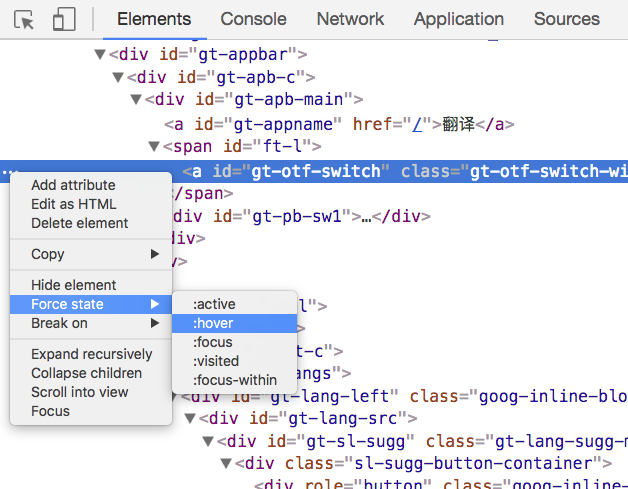 Elements Console Network Application Sources
▼<div id="gt-appbar">
▼<div id="gt-apb-c">
▼<div id="gt-apb-main">
<a id="gt-appname" href="/">翻译</a>
▼<span id="ft-l">
… <a id="gt-otf-switch" class="gt-otf-switch-wi
Add attribute
</span>
Edit as HTML
div id="gt-pb-sw1">…</div>
Delete element
div>
Copy ▶
v>
Hide element
Force state ▶
:active
l">
Break on ▶
:hover
>
:focus
t-c">
Expand recursively
:visited
angs">
Collapse children
:focus-within
Scroll into view
div id="gt-lang-left" class="goog-inline-blo
Focus
▼<div id="gt-lang-src">
▼<div id="gt-sl-sugg" class="gt-lang-sugg-m
▼<div class="sl-sugg-button-container">
<div role="button" class="goog-inline-